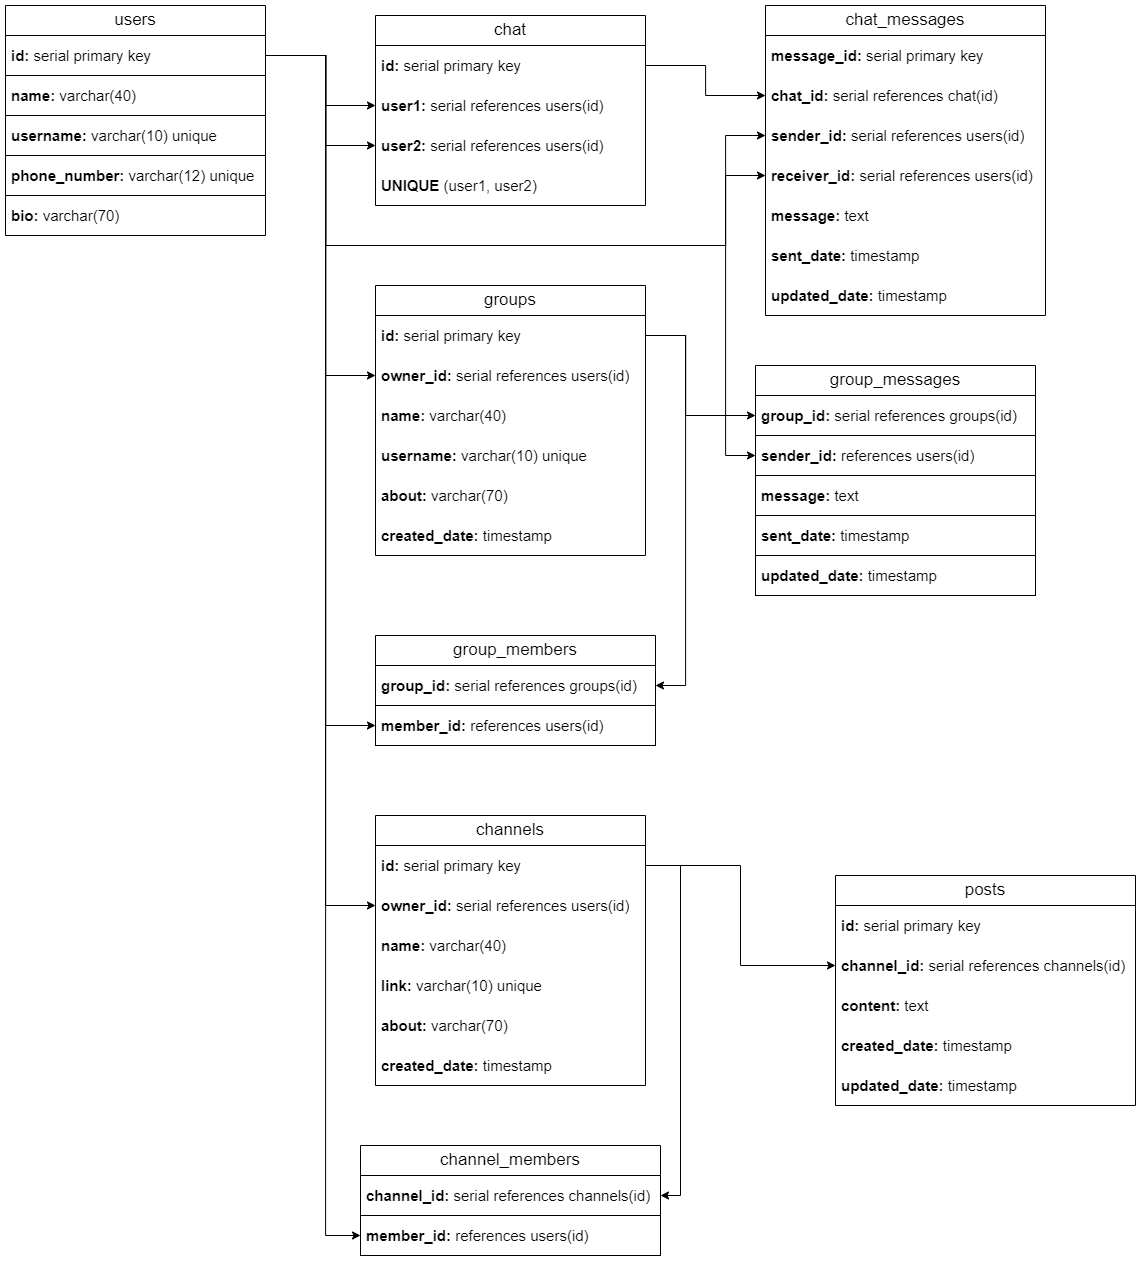 users
id: serial primary key
name: varchar(40)
username: varchar(10) unique
phone_number: varchar(12) unique
bio: varchar(70)
chat
id: serial primary key
user1: serial references users(id)
user2: serial references users(id)
UNIQUE (user1, user2)
chat_messages
message_id: serial primary key
chat_id: serial references chat(id)
sender_id: serial references users(id)
receiver_id: serial references users(id)
message: text
sent_date: timestamp
updated_date: timestamp
groups
id: serial primary key
owner_id: serial references users(id)
name: varchar(40)
username: varchar(10) unique
about: varchar(70)
created_date: timestamp
group_messages
group_id: serial references groups(id)
sender_id: references users(id)
message: text
sent_date: timestamp
updated_date: timestamp
group_members
group_id: serial references groups(id)
member_id: references users(id)
channels
id: serial primary key
owner_id: serial references users(id)
name: varchar(40)
link: varchar(10) unique
about: varchar(70)
created_date: timestamp
posts
id: serial primary key
channel_id: serial references channels(id)
content: text
created_date: timestamp
updated_date: timestamp
channel_members
channel_id: serial references channels(id)
member_id: references users(id)